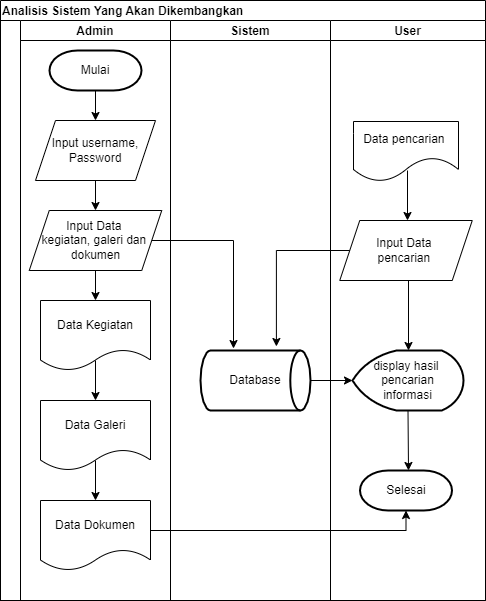 Analisis Sistem Yang Akan Dikembangkan
Admin
Sistem
User
Mulai
Input username,
Password
Input Data
kegiatan, galeri dan
dokumen
Data Kegiatan
Data Galeri
Data Dokumen
Database
Data pencarian
Input Data
pencarian
display hasil
pencarian
informasi
Selesai